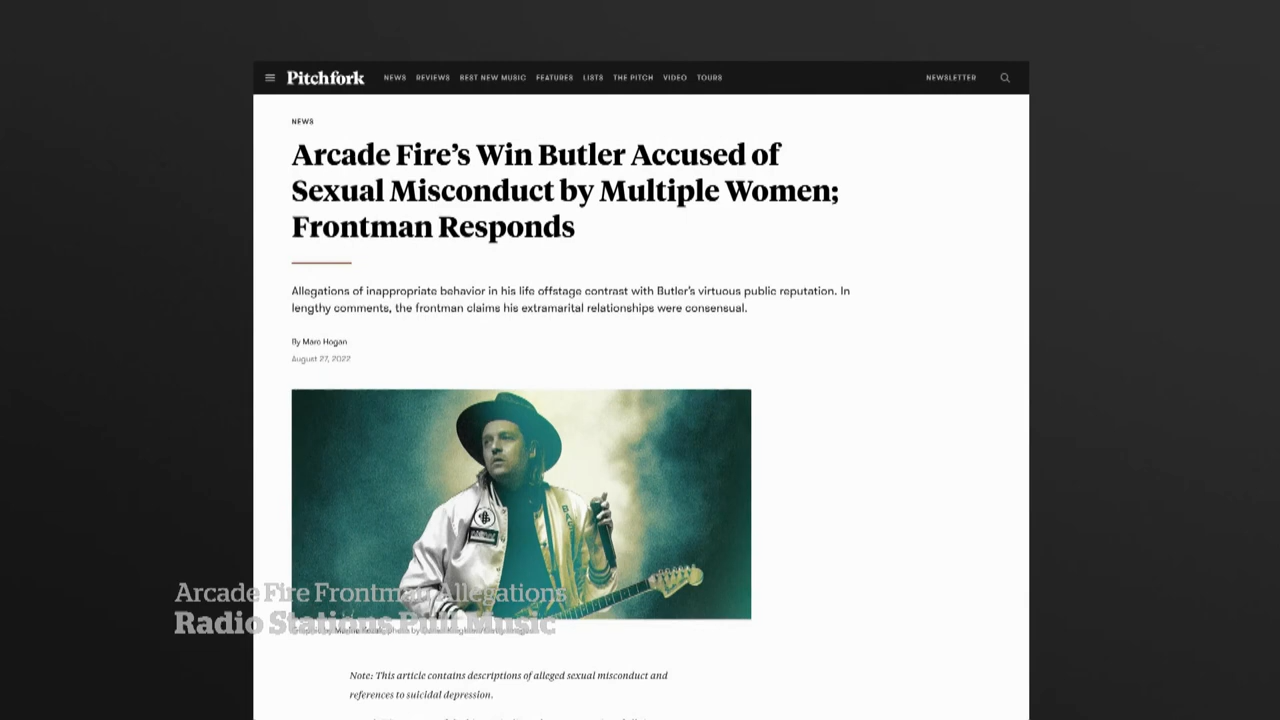 Pitchfork NEWS REVIEWS BEST NEW MUSIC FEATURES LISTS THE PITCH VIDEO TOURS NEWSLETTER
NEWS
Arcade Fire's Win Butler Accused of
Sexual Misconduct by Multiple Women;
Frontman Responds
Allegations of inappropriate behavior in his life offstage contrast with Butler's virtuous public reputation. In
lengthy comments, the frontman claims his extramarital relationships were consensual.
By Marc Hogan
August 27, 2022
Arcade Fire Frontman Allegations
Radio Stations Pull Music
Note: This article contains descriptions of alleged sexual misconduct and
references to suicidal depression.